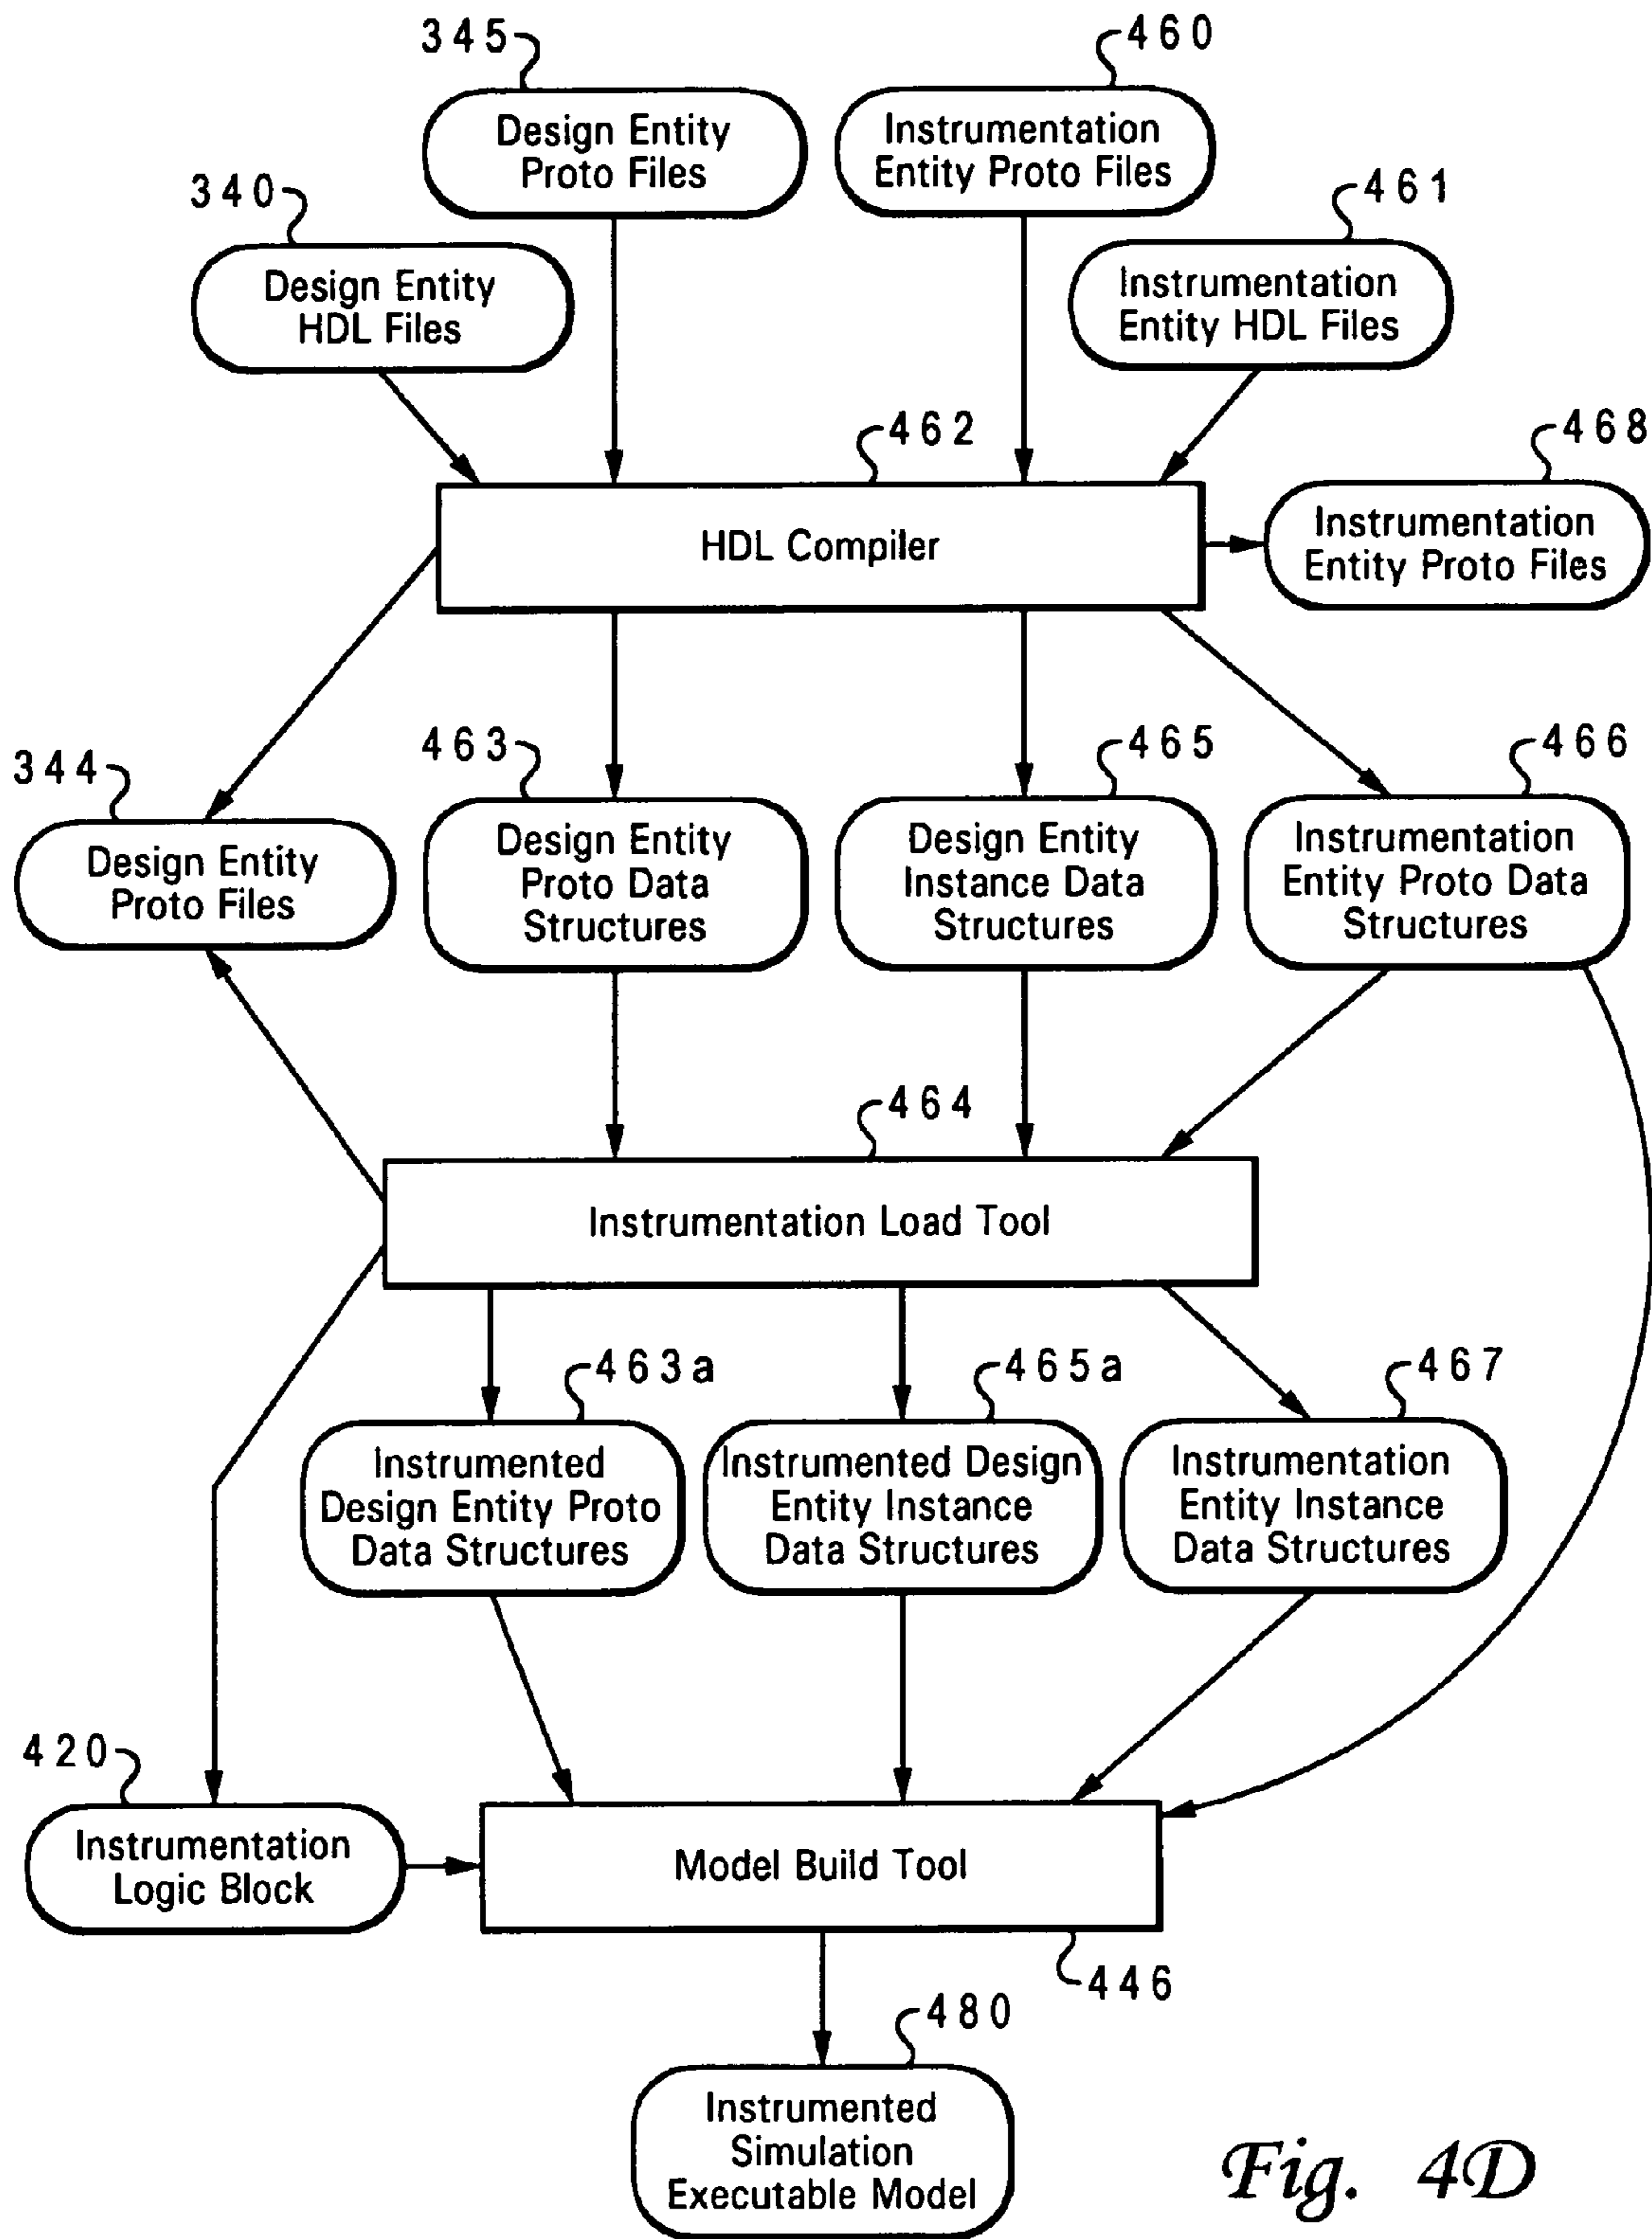 345
460
Design Entity
Proto Files
Instrumentation
Entity Proto Files
340
461
Design Entity
HDL Files
Instrumentation
Entity HDL Files
462
468
HDL Compiler
Instrumentation
Entity Proto Files
344
463
465
466
Design Entity
Proto Files
Design Entity
Proto Data
Structures
Design Entity
Instance Data
Structures
Instrumentation
Entity Proto Data
Structures
464
Instrumentation Load Tool
463a
465a
467
Instrumented
Design Entity Proto
Data Structures
Instrumented Design
Entity Instance
Data Structures
Instrumentation
Entity Instance
Data Structures
420
Instrumentation
Logic Block
Model Build Tool
446
480
Instrumented
Simulation
Executable Model
Fig. 4D